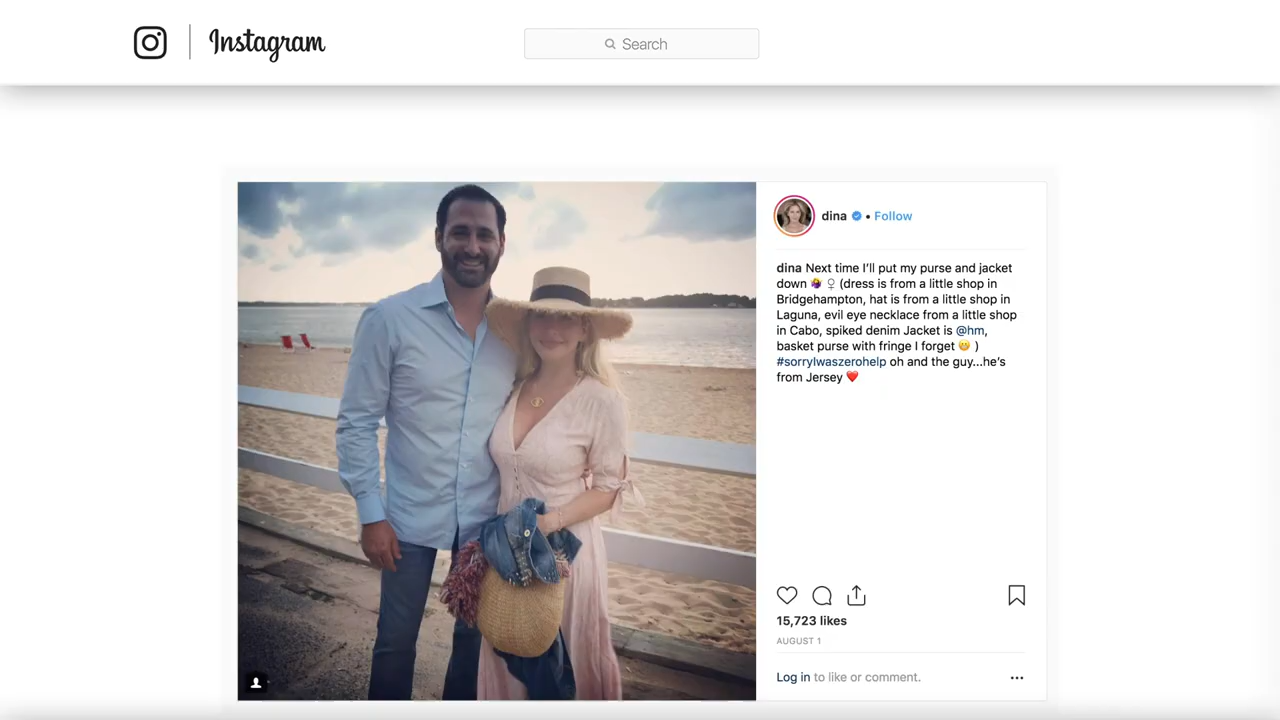 Instagram
Search
dina • Follow
dina Next time I'll put my purse and jacket
down 🤷🏼 ♀ (dress is from a little shop in
Bridgehampton, hat is from a little shop in
Laguna, evil eye necklace from a little shop
in Cabo, spiked denim Jacket is @hm,
basket purse with fringe I forget 🤭 )
#sorryIwaszerohelp oh and the guy...he's
from Jersey ❤️
15,723 likes
AUGUST 1
Log in to like or comment.